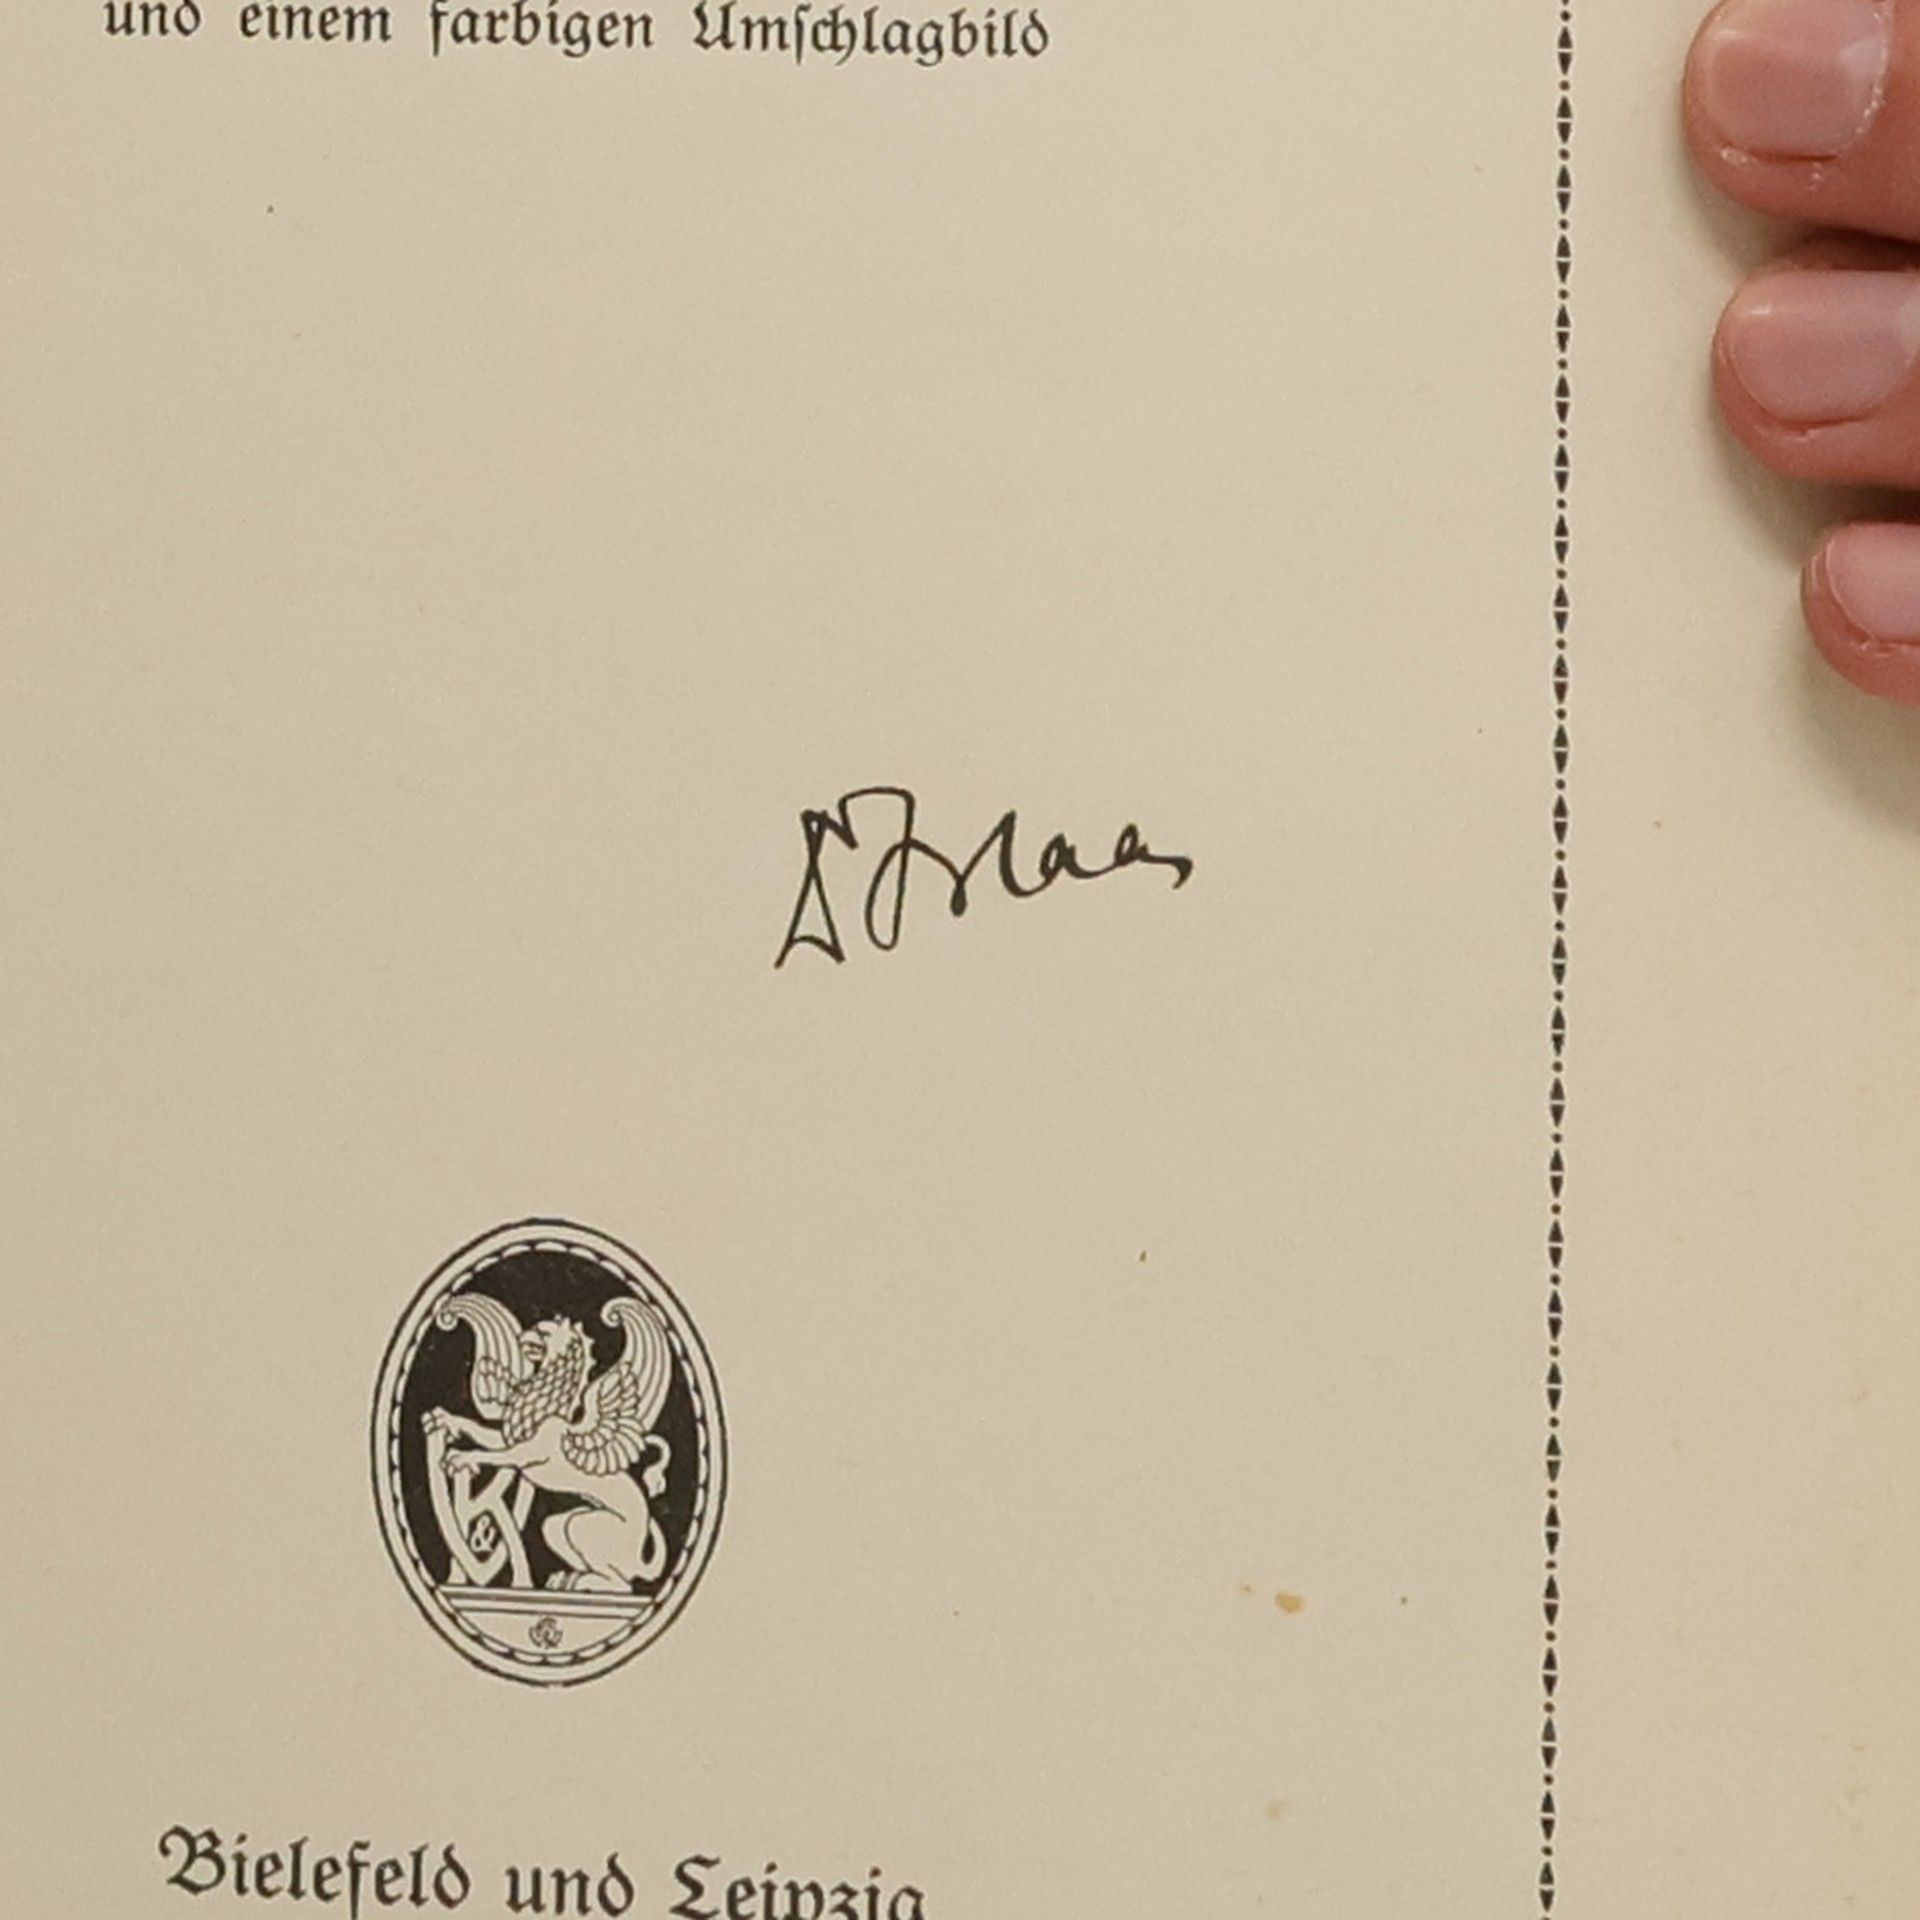 und einem farbigen Umſchlagbild
V & K
Bielefeld und Leipzig